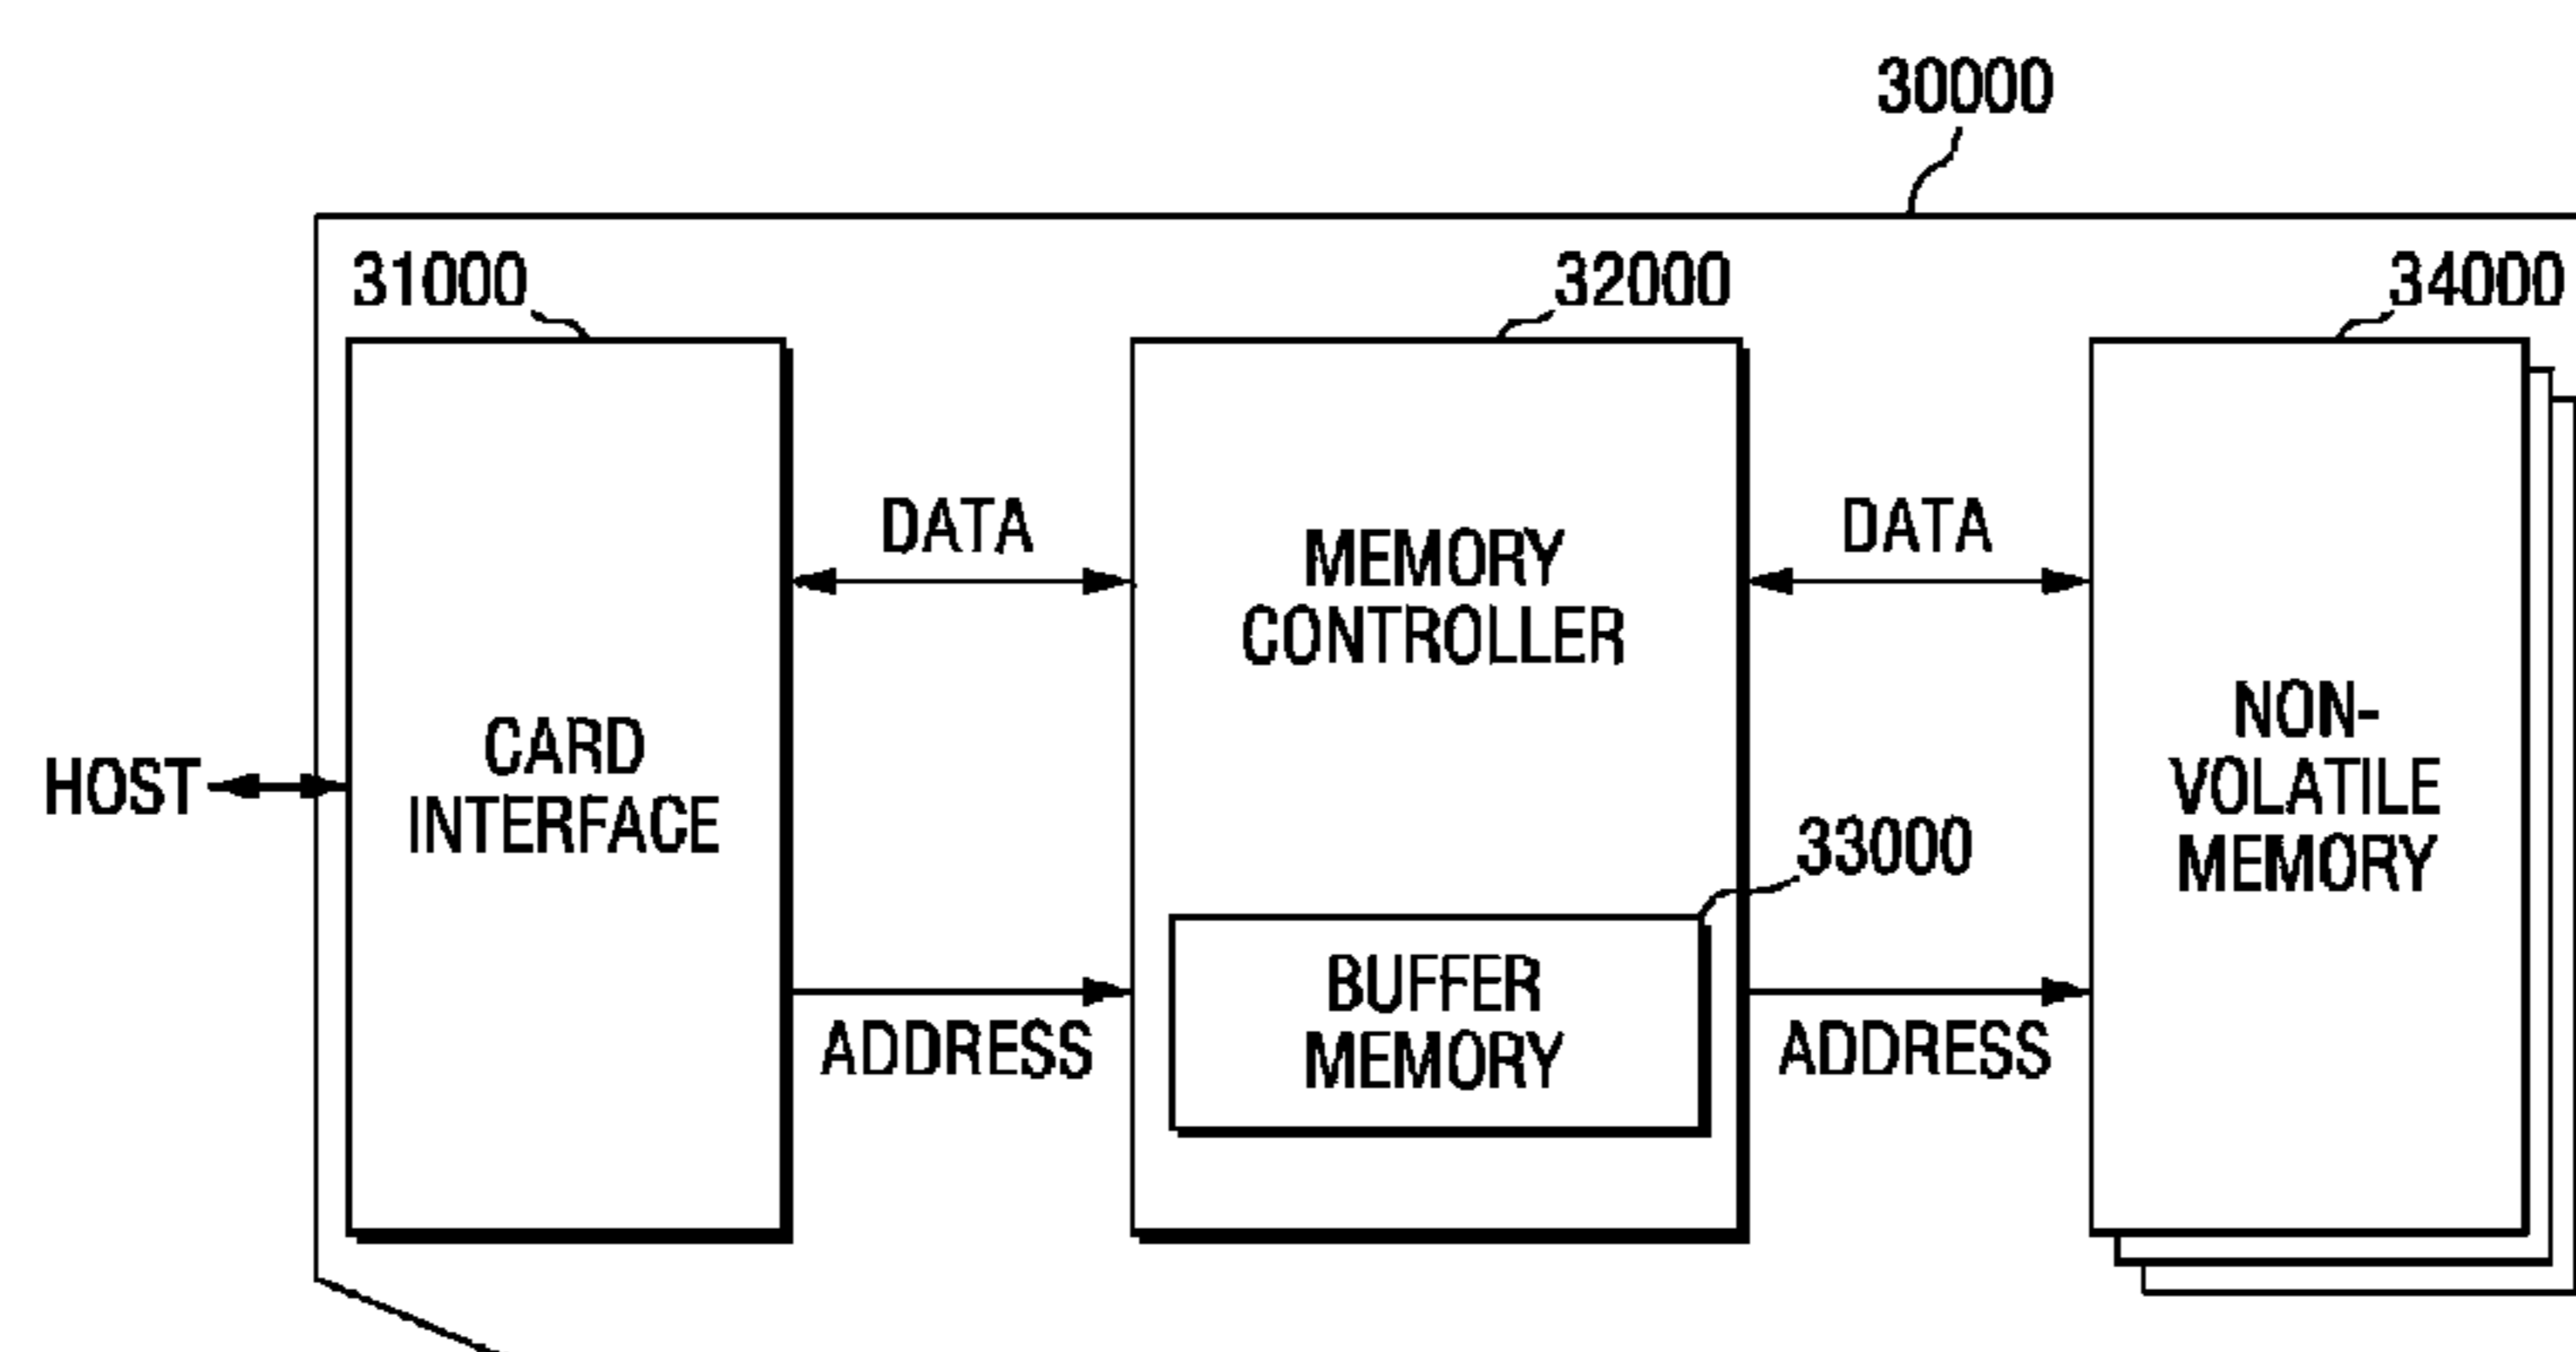 30000
31000
32000
34000
DATA
DATA
MEMORY
CONTROLLER
NON-
VOLATILE
MEMORY
CARD
INTERFACE
HOST
33000
BUFFER
MEMORY
ADDRESS
ADDRESS